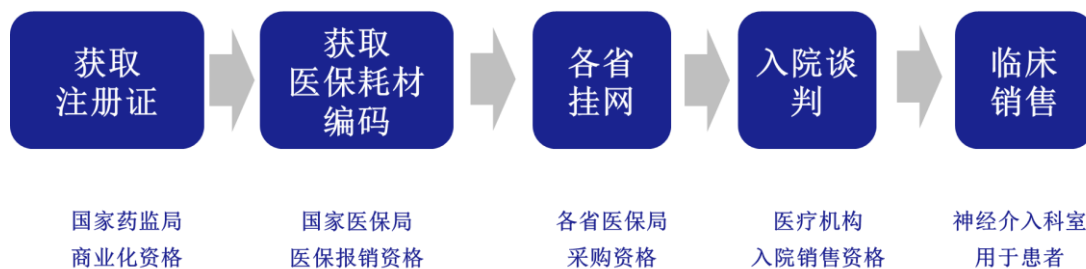 获取
注册证
获取
医保耗材
编码
各省
挂网
入院谈
判
临床
销售
国家药监局
商业化资格
国家医保局
医保报销资格
各省医保局
采购资格
医疗机构
入院销售资格
神经介入科室
用于患者